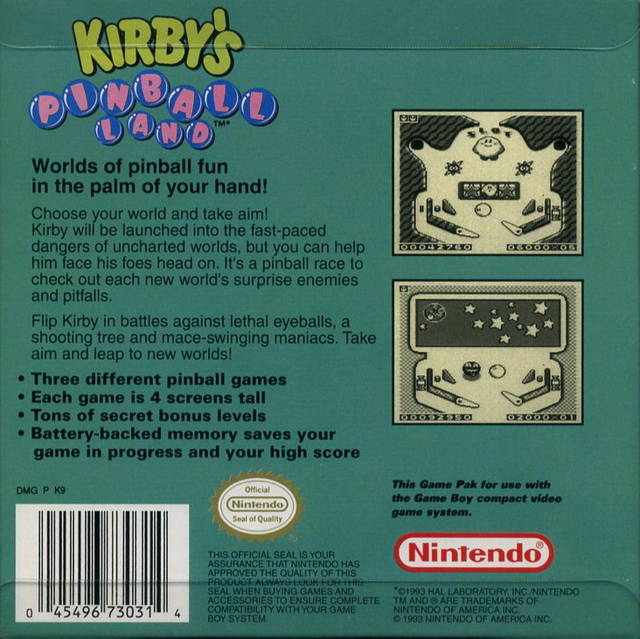 KIRBY'S
PINBALL
LAND™*
Worlds of pinball fun
in the palm of your hand!
Choose your world and take aim!
Kirby will be launched into the fast-paced
dangers of uncharted worlds, but you can help
him face his foes head on. It's a pinball race to
check out each new world's surprise enemies
and pitfalls.
Flip Kirby in battles against lethal eyeballs, a
shooting tree and mace-swinging maniacs. Take
aim and leap to new worlds!
• Three different pinball games
• Each game is 4 screens tall
• Tons of secret bonus levels
• Battery-backed memory saves your
game in progress and your high score
SLOT
00042760 06000×05
00092950 02000×01
DMG P K9
0 45496 73031 4
Official
Nintendo
Seal of Quality
®
THIS OFFICIAL SEAL IS YOUR
ASSURANCE THAT NINTENDO HAS
APPROVED THE QUALITY OF THIS
PRODUCT. ALWAYS LOOK FOR THIS
SEAL WHEN BUYING GAMES AND
ACCESSORIES TO ENSURE COMPLETE
COMPATIBILITY WITH YOUR GAME
BOY SYSTEM.
This Game Pak for use with
the Game Boy compact video
game system.
Nintendo®
*©1993 HAL LABORATORY, INC./NINTENDO
TM AND ® ARE TRADEMARKS OF
NINTENDO OF AMERICA INC.
© 1993 NINTENDO OF AMERICA INC.